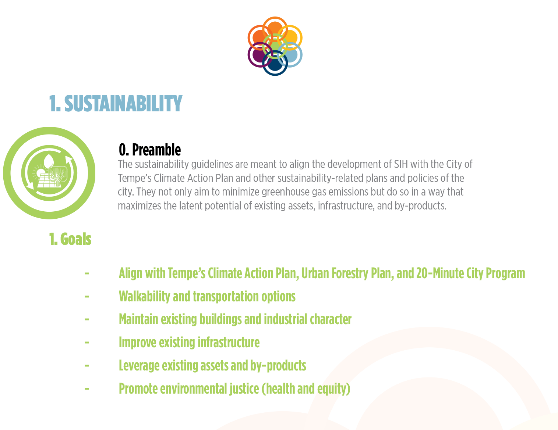 1. SUSTAINABILITY
0. Preamble
The sustainability guidelines are meant to align the development of SIH with the City of
Tempe's Climate Action Plan and other sustainability-related plans and policies of the
city. They not only aim to minimize greenhouse gas emissions but do so in a way that
maximizes the latent potential of existing assets, infrastructure, and by-products.
1. Goals
- Align with Tempe's Climate Action Plan, Urban Forestry Plan, and 20-Minute City Program
- Walkability and transportation options
- Maintain existing buildings and industrial character
- Improve existing infrastructure
- Leverage existing assets and by-products
- Promote environmental justice (health and equity)